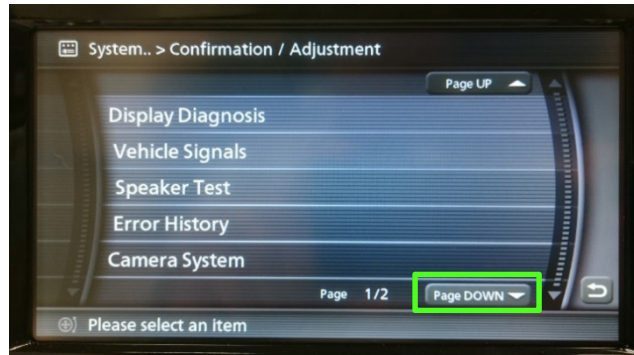 System.. > Confirmation / Adjustment
Page UP
Display Diagnosis
Vehicle Signals
Speaker Test
Error History
Camera System
Page 1/2 Page DOWN
Please select an item